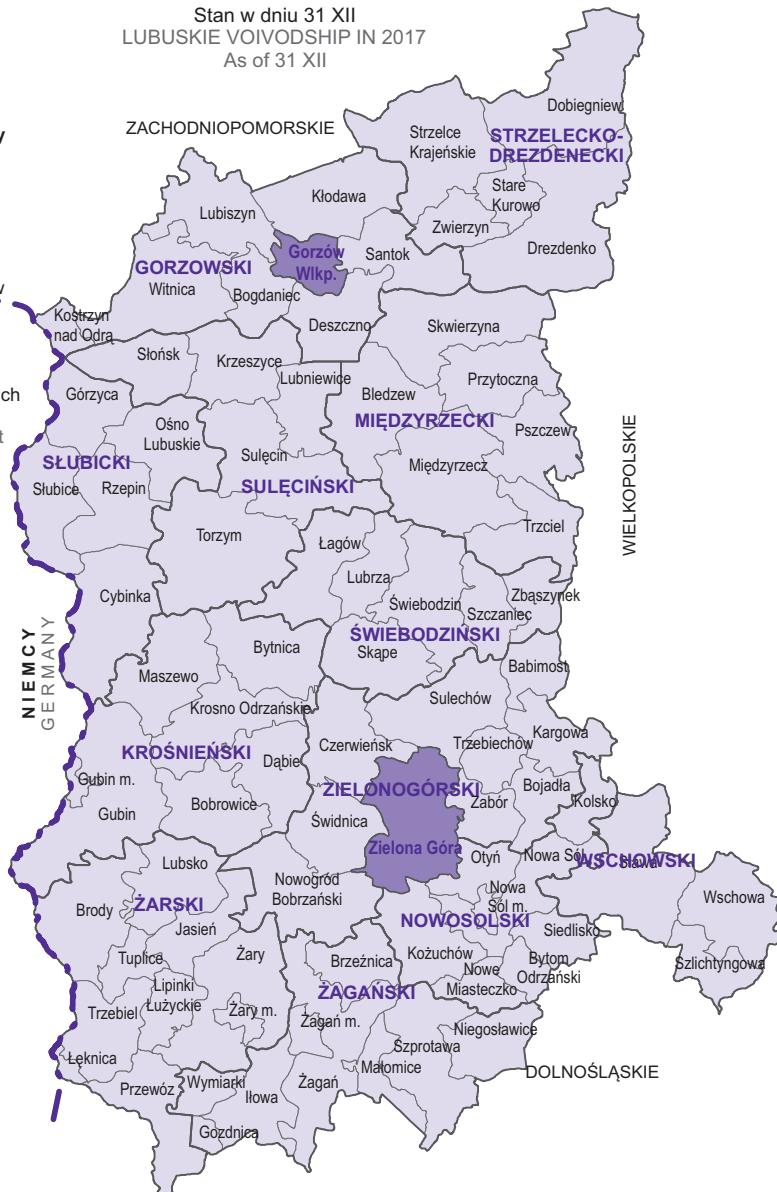 Stan w dniu 31 XII
LUBUSKIE VOIVODSHIP IN 2017
As of 31 XII
y
ZACHODNIOPOMORSKIE
Dobiegniew
Strzelce
Krajeńskie
STRZELECKO-
DREZDENECKI
Stare
Kurowo
Kłodawa
Lubiszyn
Zwierzyn
Drezdenko
Gorzów
Wlkp.
Santok
GORZOWSKI
Witnica
Bogdaniec
w
Kostrzyn
nad Odrą
Deszczno
Skwierzyna
Słońsk
Krzeszyce
Lubniewice
Przytoczna
ch
Górzyca
Bledzew
MIĘDZYRZECKI
Ośno
Lubuskie
Pszczew
t
SŁUBICKI
Sulęcin
Międzyrzecz
WIELKOPOLSKIE
Słubice
Rzepin
SULĘCIŃSKI
Trzciel
Torzym
Łagów
Lubrza
Cybinka
Świebodzin
Zbąszynek
Szczaniec
NIEMCY
GERMANY
ŚWIEBODZIŃSKI
Bytnica
Skąpe
Babimost
Maszewo
Sulechów
Krosno Odrzańskie
Kargowa
Czerwieńsk
Trzebiechów
KROŚNIEŃSKI
Dąbie
Gubin m.
ZIELONOGÓRSKI
Bojadła
Kolsko
Zabór
Bobrowice
Gubin
Świdnica
Zielona Góra
Otyń
Nowa Sól
WSCHOWSKI
Sława
Lubsko
Nowogród
Bobrzański
Nowa
Sól m.
Wschowa
Brody
ŻARSKI
NOWOSOLSKI
Siedlisko
Jasień
Tuplice
Żary
Brzeźnica
Kożuchów
Bytom
Odrzański
Szlichtyngowa
Nowe
Miasteczko
Lipinki
Łużyckie
ŻAGAŃSKI
Trzebiel
Żary m.
Żagań m.
Niegosławice
Szprotawa
Łęknica
Małomice
DOLNOŚLĄSKIE
Przewóz
Wymiarki
Iłowa
Żagań
Gozdnica